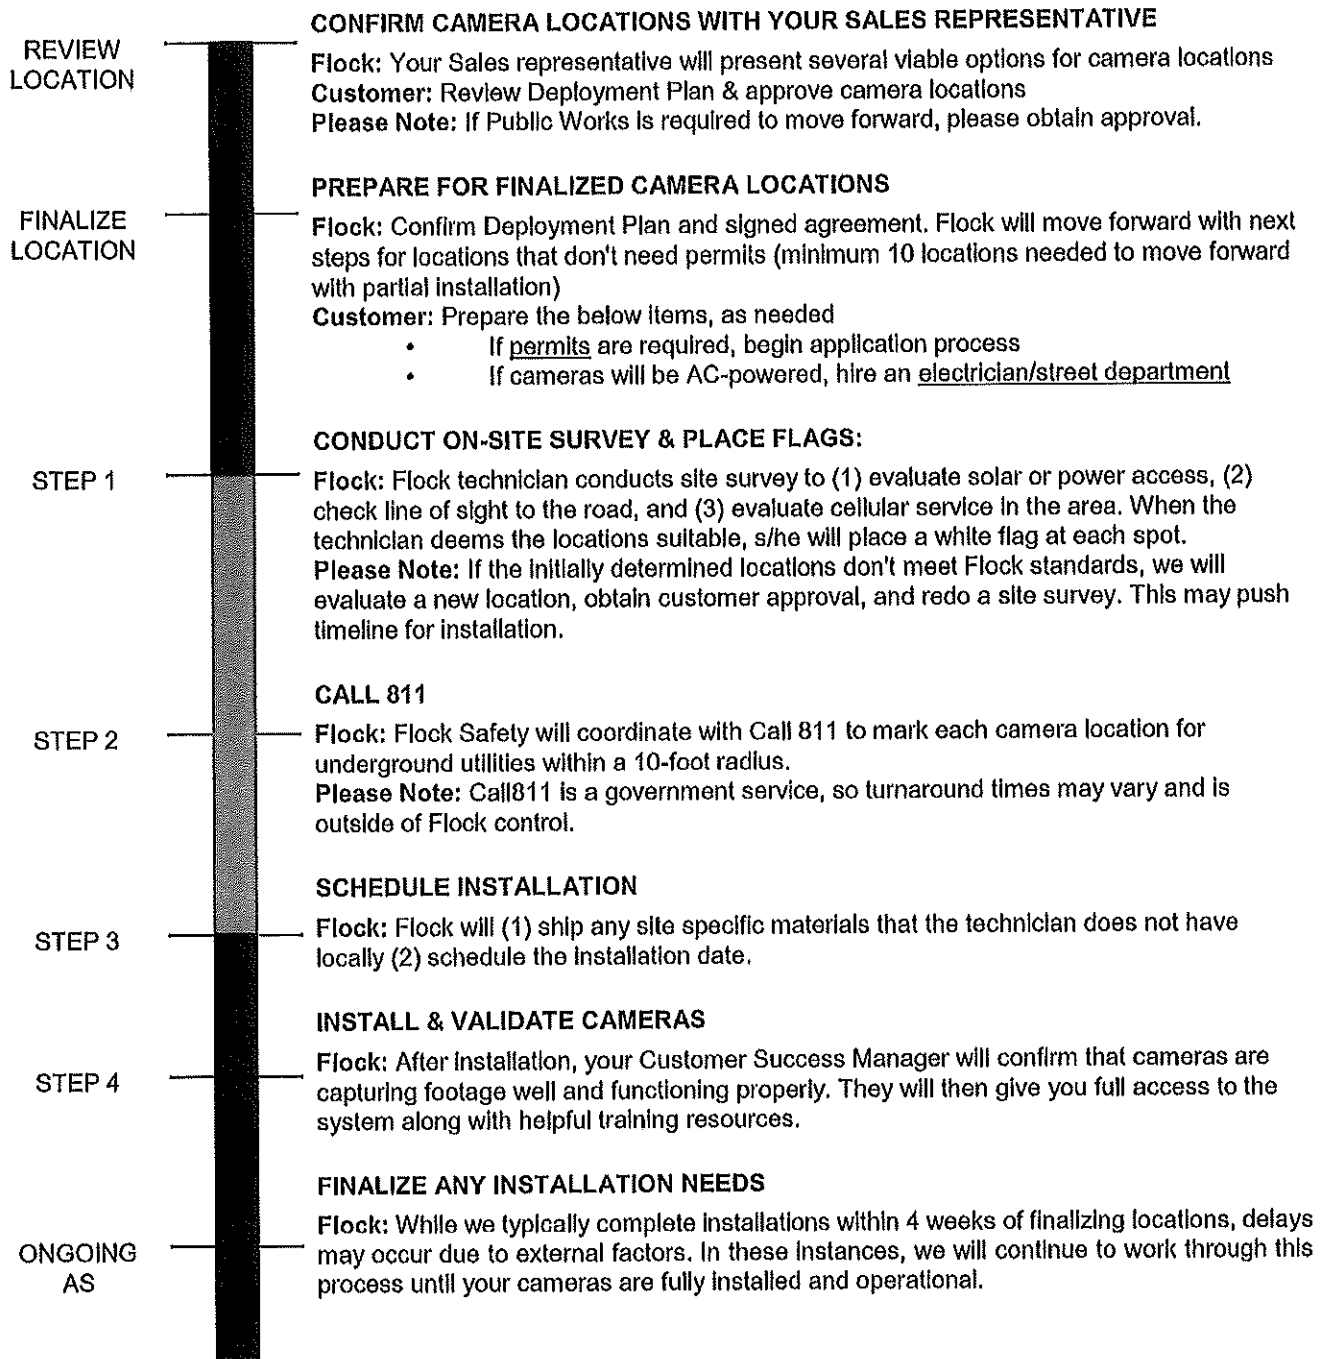 CONFIRM CAMERA LOCATIONS WITH YOUR SALES REPRESENTATIVE
REVIEW
LOCATION
Flock: Your Sales representative will present several viable options for camera locations
Customer: Review Deployment Plan & approve camera locations
Please Note: If Public Works is required to move forward, please obtain approval.
PREPARE FOR FINALIZED CAMERA LOCATIONS
FINALIZE
LOCATION
Flock: Confirm Deployment Plan and signed agreement. Flock will move forward with next
steps for locations that don't need permits (minimum 10 locations needed to move forward
with partial installation)
Customer: Prepare the below items, as needed
• If permits are required, begin application process
• If cameras will be AC-powered, hire an electrician/street department
CONDUCT ON-SITE SURVEY & PLACE FLAGS:
STEP 1
Flock: Flock technician conducts site survey to (1) evaluate solar or power access, (2)
check line of sight to the road, and (3) evaluate cellular service in the area. When the
technician deems the locations suitable, s/he will place a white flag at each spot.
Please Note: If the initially determined locations don't meet Flock standards, we will
evaluate a new location, obtain customer approval, and redo a site survey. This may push
timeline for installation.
CALL 811
STEP 2
Flock: Flock Safety will coordinate with Call 811 to mark each camera location for
underground utilities within a 10-foot radius.
Please Note: Call811 is a government service, so turnaround times may vary and is
outside of Flock control.
SCHEDULE INSTALLATION
STEP 3
Flock: Flock will (1) ship any site specific materials that the technician does not have
locally (2) schedule the installation date.
INSTALL & VALIDATE CAMERAS
STEP 4
Flock: After installation, your Customer Success Manager will confirm that cameras are
capturing footage well and functioning properly. They will then give you full access to the
system along with helpful training resources.
FINALIZE ANY INSTALLATION NEEDS
ONGOING
AS
Flock: While we typically complete installations within 4 weeks of finalizing locations, delays
may occur due to external factors. In these instances, we will continue to work through this
process until your cameras are fully installed and operational.